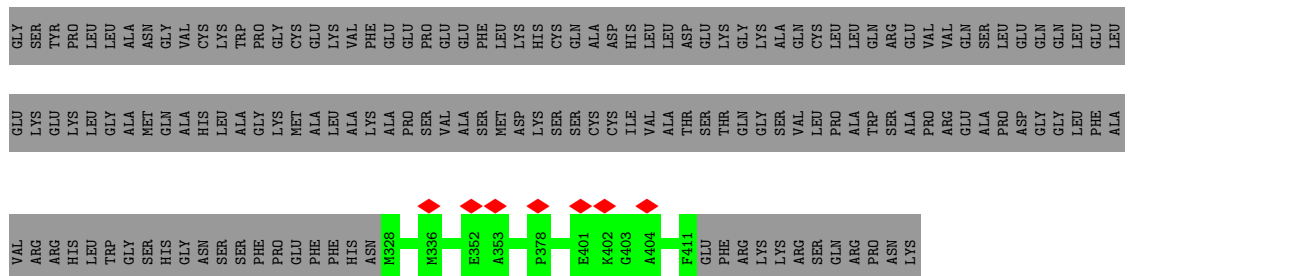 GLY SER TYR PRO LEU LEU ALA ASN GLY VAL CYS LYS TRP PRO GLY CYS GLU LYS VAL PHE GLU GLU PRO GLU GLU PHE LEU LYS HIS CYS GLN ALA ASP HIS LEU LEU ASP GLU LYS GLY LYS ALA GLN CYS LEU LEU GLN ARG GLU VAL VAL GLN SER LEU GLU GLN GLN LEU GLU LEU
GLU LYS GLU LYS LEU GLY ALA MET GLN ALA HIS LEU ALA GLY LYS MET ALA LEU ALA LYS ALA PRO SER VAL ALA SER MET ASP LYS SER SER CYS CYS ILE VAL ALA THR SER THR GLN GLY SER VAL LEU PRO ALA TRP SER ALA PRO ARG GLU ALA PRO ASP GLY GLY LEU PHE ALA
VAL ARG ARG HIS LEU TRP GLY SER HIS GLY ASN SER SER PHE PRO GLU PHE PHE HIS ASN M328 M336 E352 A353 P378 E401 K402 G403 A404 F411 GLU PHE ARG LYS LYS ARG SER GLN ARG PRO ASN LYS